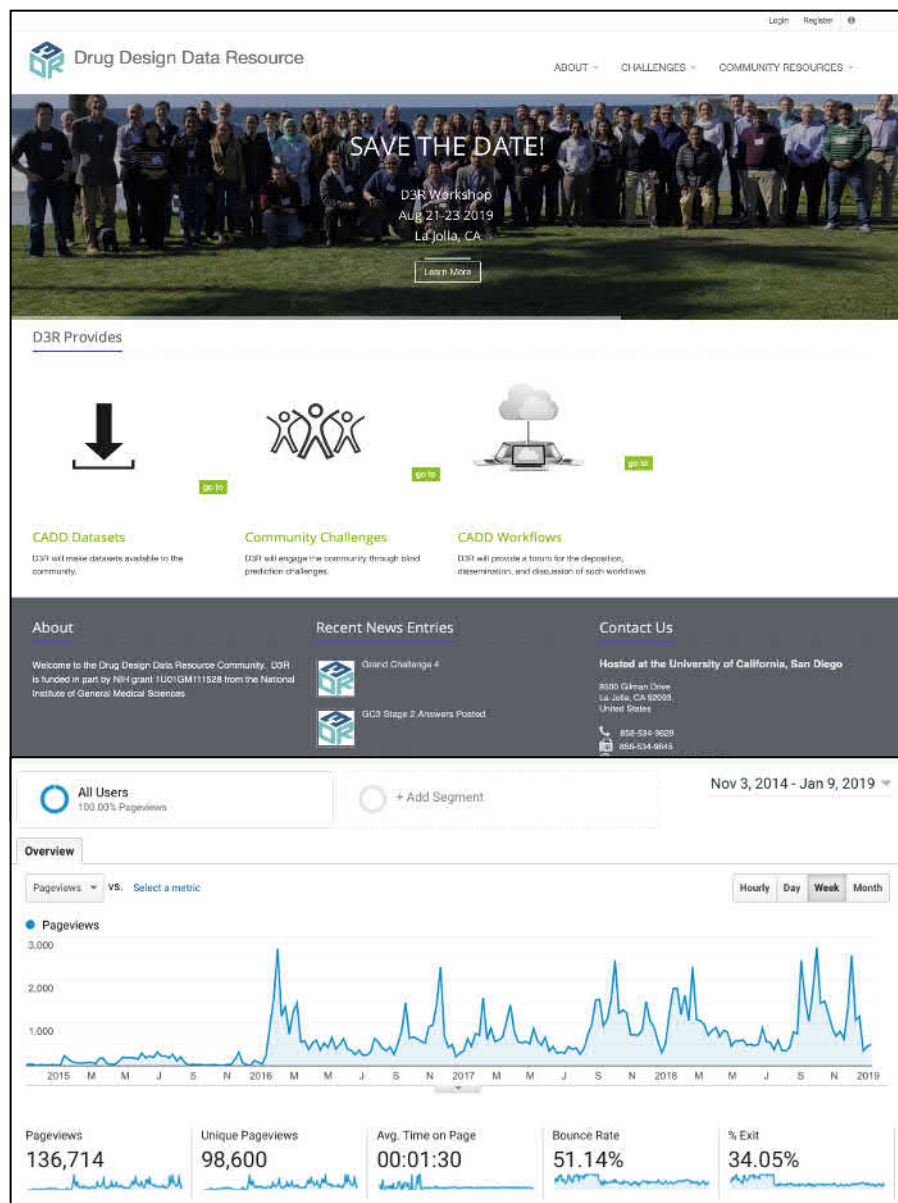 Login Register
Drug Design Data Resource
ABOUT CHALLENGES COMMUNITY RESOURCES
SAVE THE DATE!
D3R Workshop
Aug 21-23 2019
La Jolla, CA
Learn More
D3R Provides
go to go to go to
CADD Datasets Community Challenges CADD Workflows
D3R will make datasets available to the D3R will engage the community through blind D3R will provide a forum for the deposition,
community. prediction challenges. dissemination, and discussion of such workflows.
About Recent News Entries Contact Us
Welcome to the Drug Design Data Resource Community. D3R Grand Challenge 4 Hosted at the University of California, San Diego
is funded in part by NIH grant 1U01GM111528 from the National 9500 Gilman Drive
Institute of General Medical Sciences La Jolla, CA 92093
United States
GC3 Stage 2 Answers Posted 858-534-9629
858-534-9645
All Users + Add Segment Nov 3, 2014 - Jan 9, 2019
100.00% Pageviews
Overview
Pageviews vs. Select a metric Hourly Day Week Month
Pageviews
3,000
2,000
1,000
2015 M M J S N 2016 M M J S N 2017 M M J S N 2018 M M J S N 2019
Pageviews Unique Pageviews Avg. Time on Page Bounce Rate % Exit
136,714 98,600 00:01:30 51.14% 34.05%